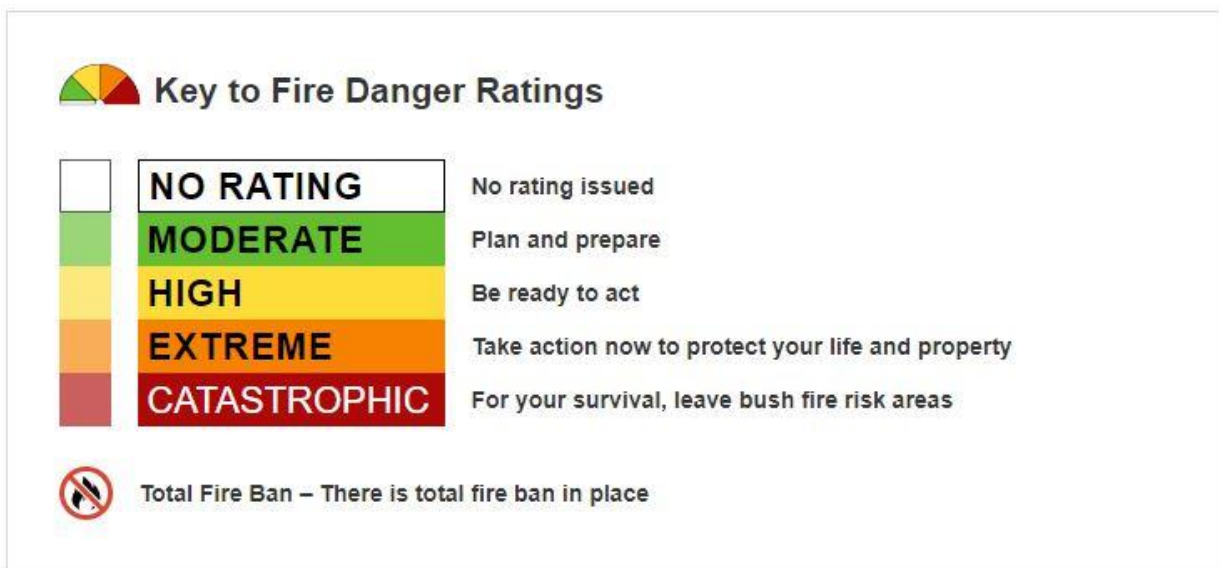 Key to Fire Danger Ratings
NO RATING No rating issued
MODERATE Plan and prepare
HIGH Be ready to act
EXTREME Take action now to protect your life and property
CATASTROPHIC For your survival, leave bush fire risk areas
Total Fire Ban – There is total fire ban in place